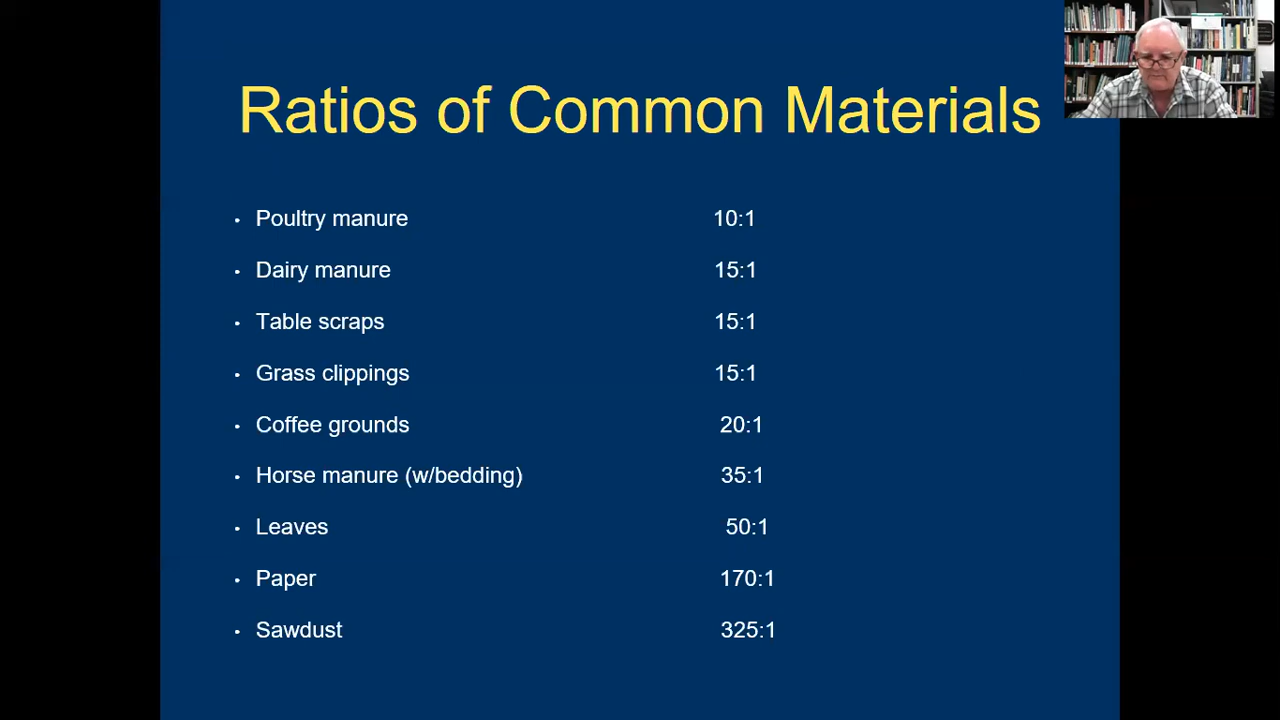 Ratios of Common Materials
• Poultry manure 10:1
• Dairy manure 15:1
• Table scraps 15:1
• Grass clippings 15:1
• Coffee grounds 20:1
• Horse manure (w/bedding) 35:1
• Leaves 50:1
• Paper 170:1
• Sawdust 325:1